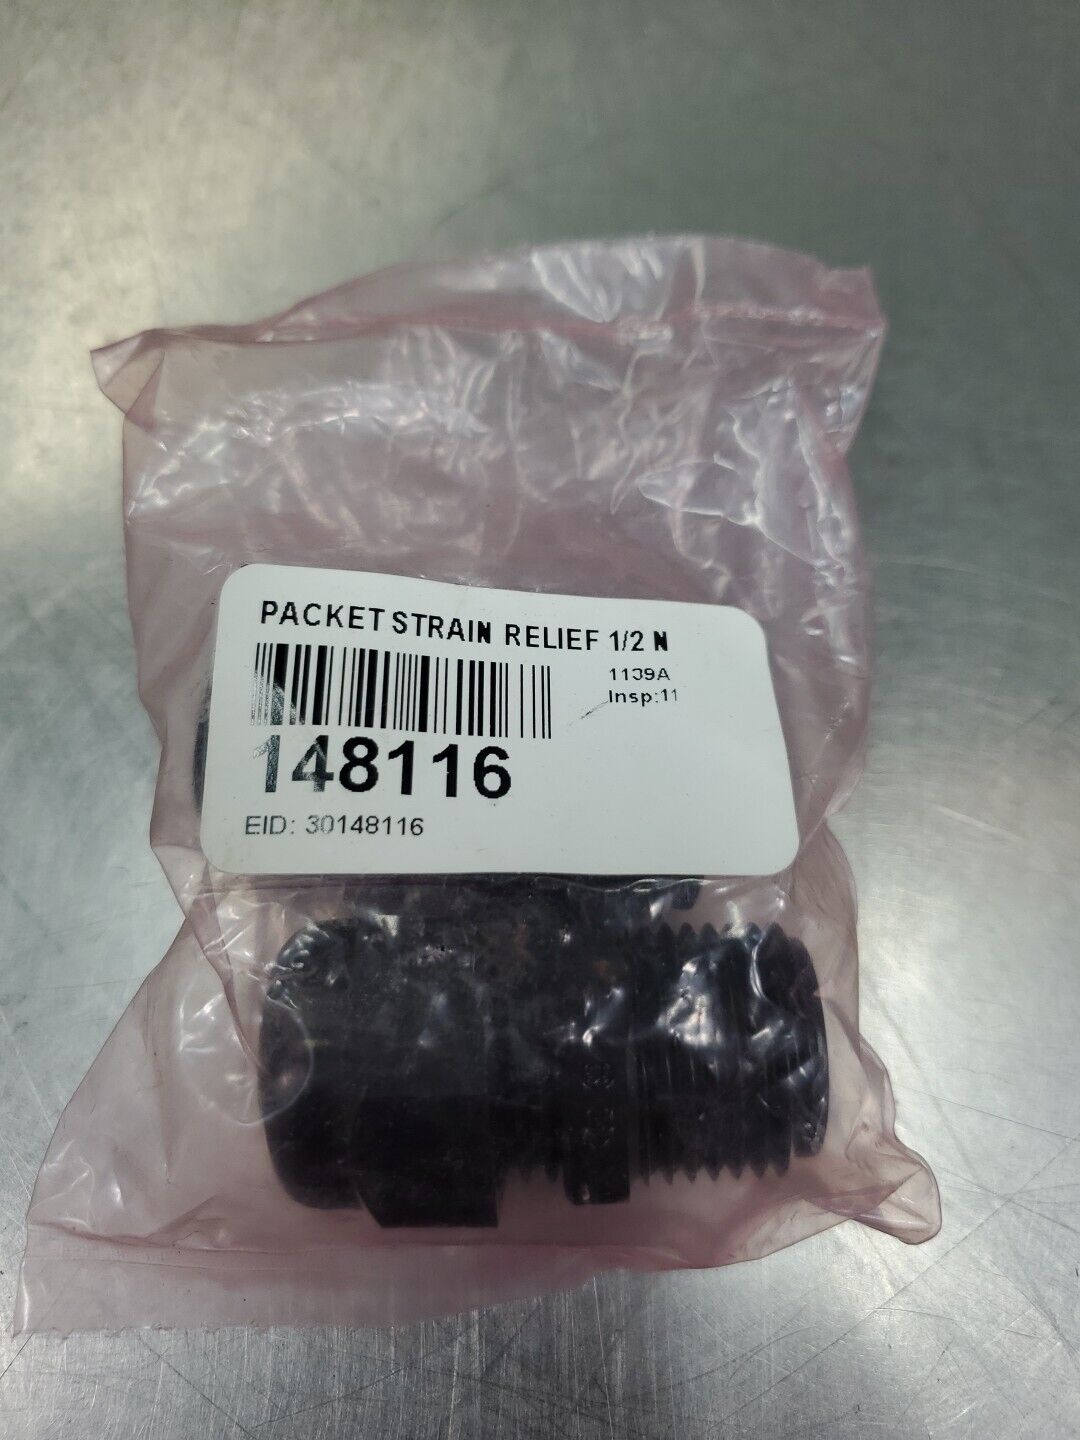 PACKET STRAIN RELIEF 1/2 N
1139A
Insp:11
148116
EID: 30148116